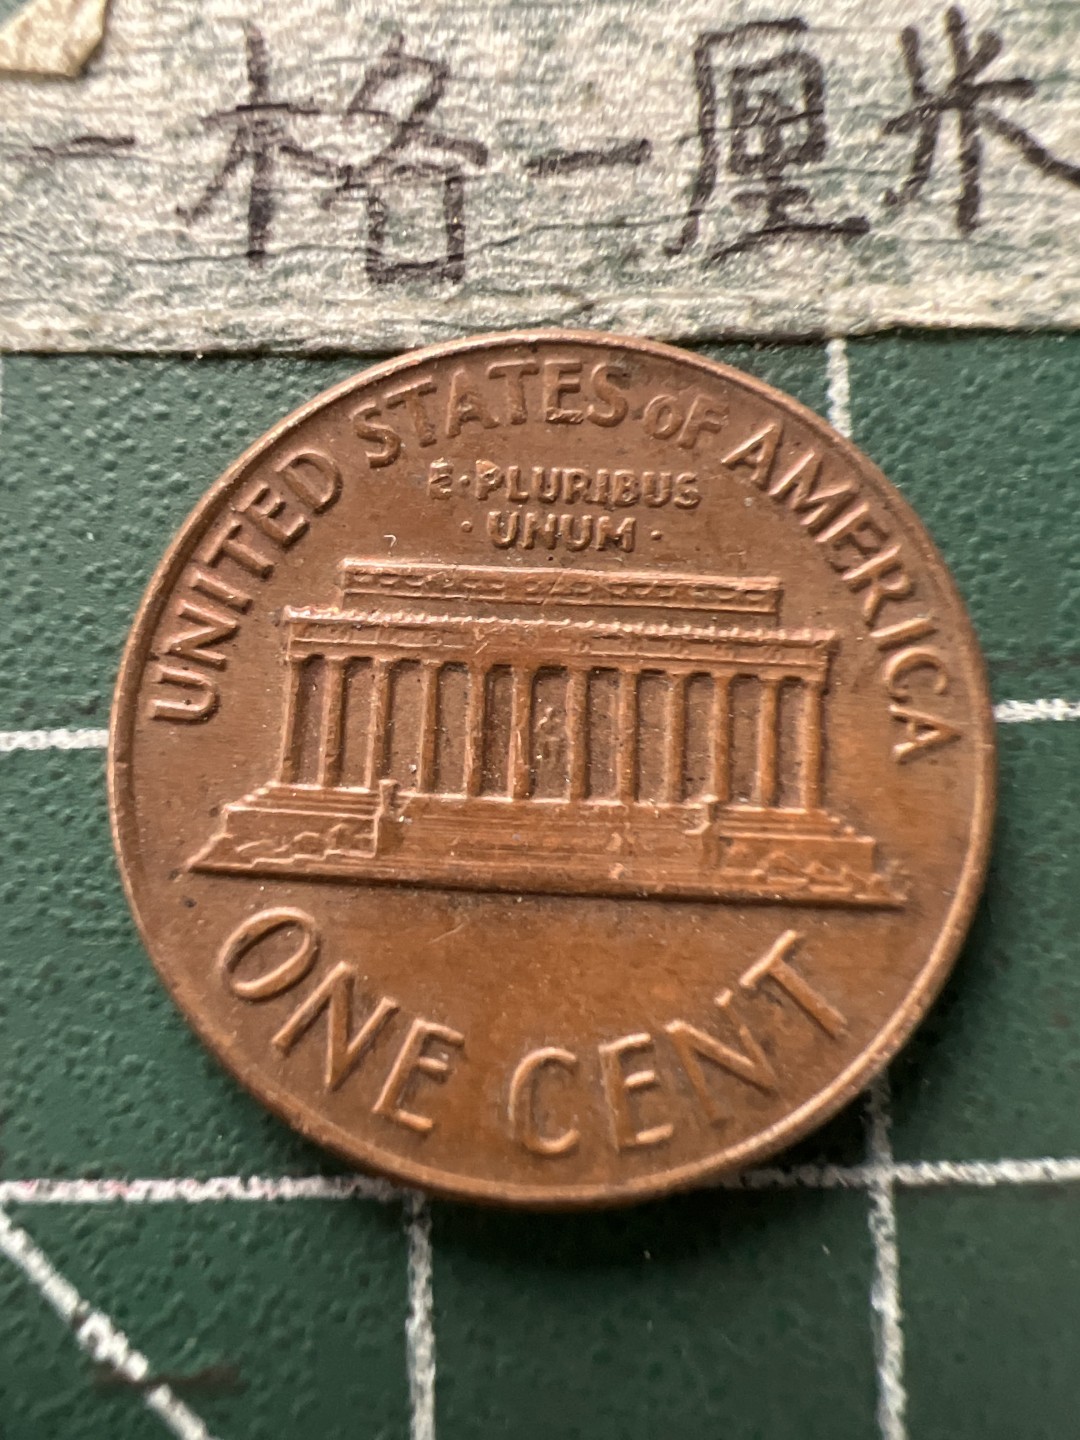 一格一厘米
UNITED STATES OF AMERICA
E·PLURIBUS
·UNUM·
ONE CENT